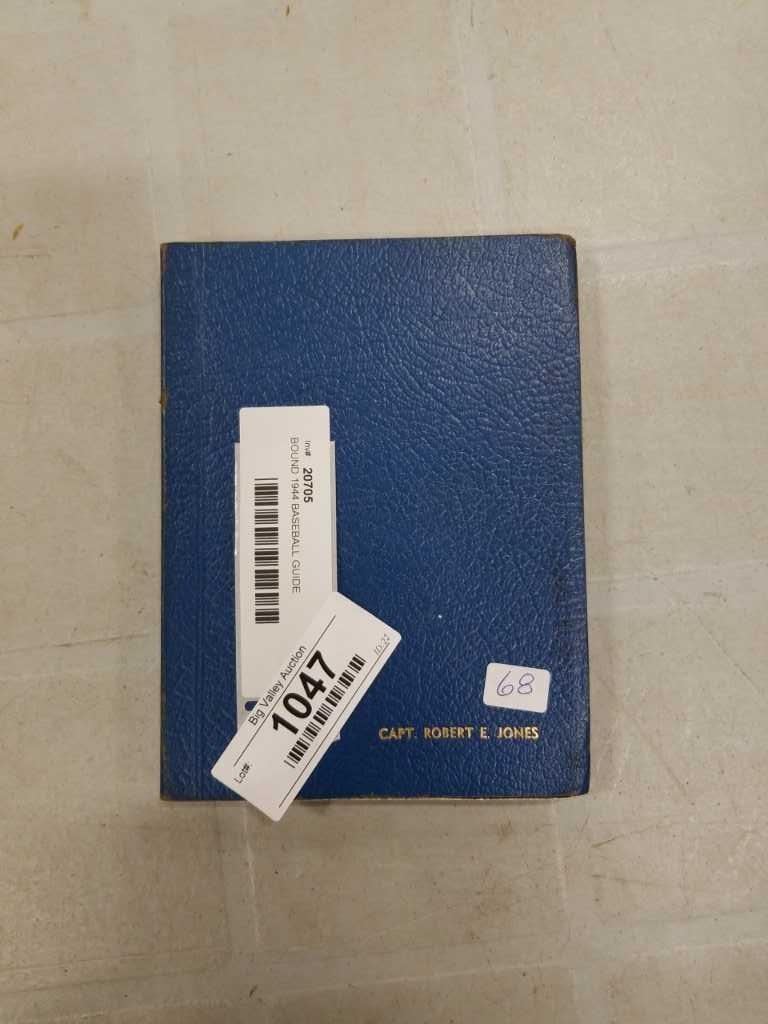 Inv#: 20705
BOUND 1944 BASEBALL GUIDE
Big Valley Auction
Lot#: 1047
68
CAPT. ROBERT E. JONES